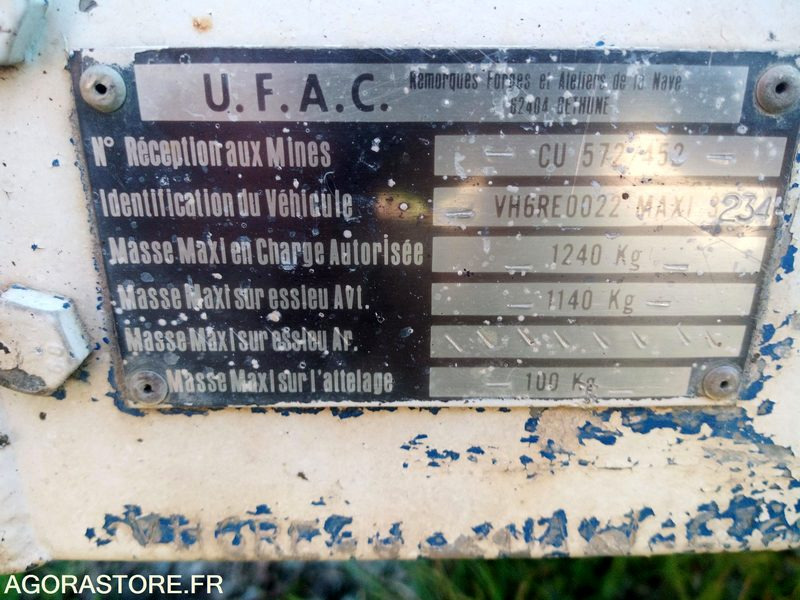 U.F.A.C.
Remorques Forges et Ateliers de la Nave
62404 BETHUNE
N° Réception aux Mines - CU 572 452 -
Identification du Véhicule - VH6RE0022 MAXI 3234
Masse Maxi en Charge Autorisée - 1240 Kg -
Masse Maxi sur essieu Avt. - 1140 Kg -
Masse Maxi sur essieu Ar. \ \ \ \ \ \ \
Masse Maxi sur l'attelage - 100 Kg -
AGORASTORE.FR